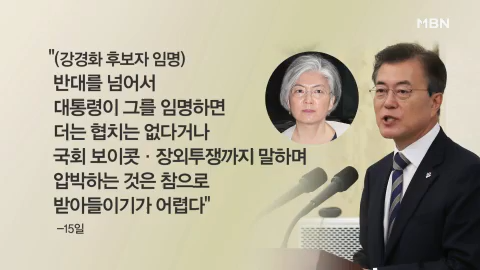 MBN
"(강경화 후보자 임명)
반대를 넘어서
대통령이 그를 임명하면
더는 협치는 없다거나
국회 보이콧·장외투쟁까지 말하며
압박하는 것은 참으로
받아들이기가 어렵다"
-15일